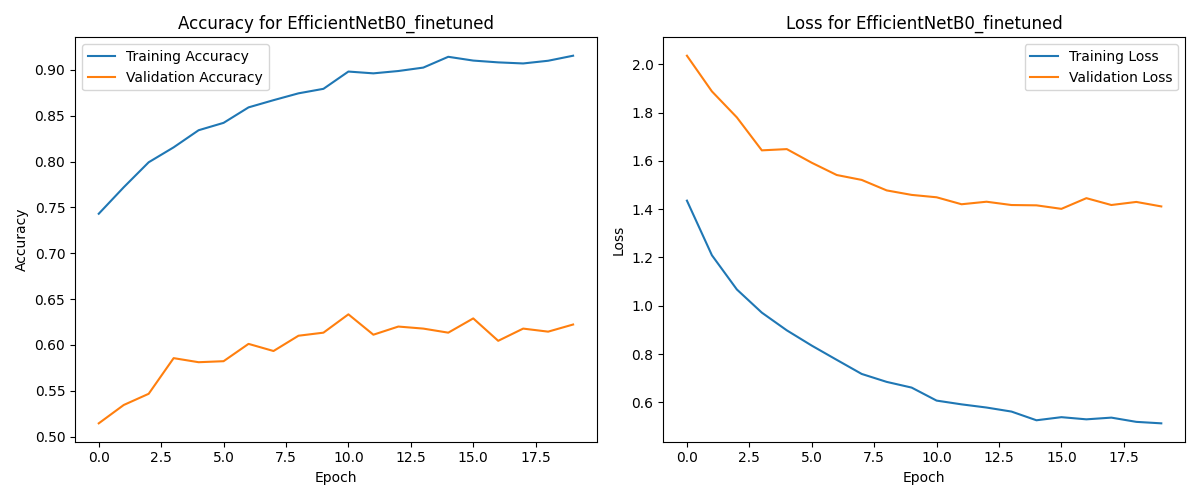 Accuracy for EfficientNetB0_finetuned
Training Accuracy
Validation Accuracy
0.90
0.85
0.80
0.75
0.70
0.65
0.60
0.55
0.50
Accuracy
0.0 2.5 5.0 7.5 10.0 12.5 15.0 17.5
Epoch
Loss for EfficientNetB0_finetuned
Training Loss
Validation Loss
2.0
1.8
1.6
1.4
1.2
1.0
0.8
0.6
Loss
0.0 2.5 5.0 7.5 10.0 12.5 15.0 17.5
Epoch